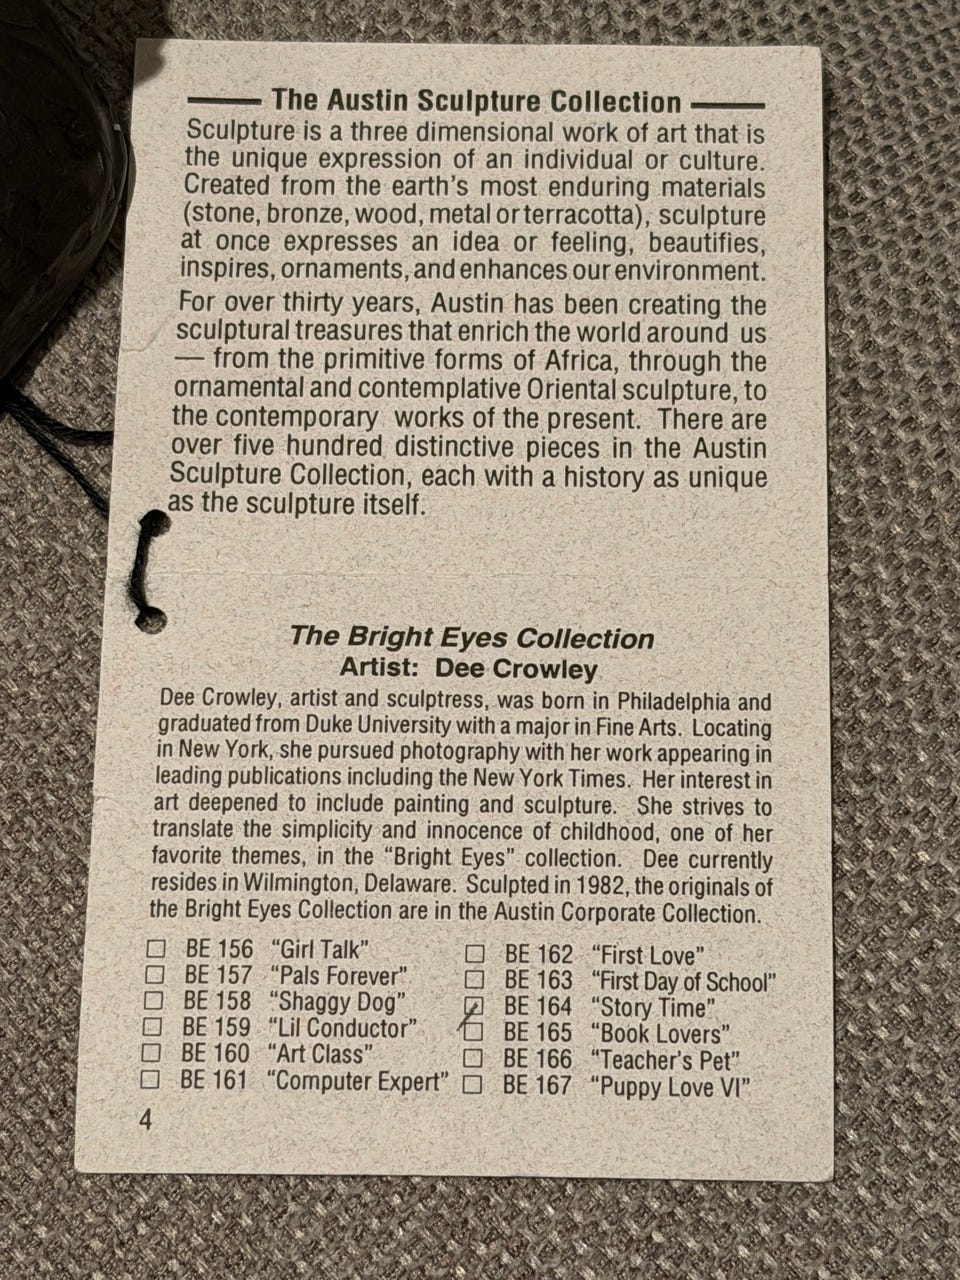 The Austin Sculpture Collection
Sculpture is a three dimensional work of art that is
the unique expression of an individual or culture.
Created from the earth's most enduring materials
(stone, bronze, wood, metal or terracotta), sculpture
at once expresses an idea or feeling, beautifies,
inspires, ornaments, and enhances our environment.
For over thirty years, Austin has been creating the
sculptural treasures that enrich the world around us
— from the primitive forms of Africa, through the
ornamental and contemplative Oriental sculpture, to
the contemporary works of the present. There are
over five hundred distinctive pieces in the Austin
Sculpture Collection, each with a history as unique
as the sculpture itself.
The Bright Eyes Collection
Artist: Dee Crowley
Dee Crowley, artist and sculptress, was born in Philadelphia and
graduated from Duke University with a major in Fine Arts. Locating
in New York, she pursued photography with her work appearing in
leading publications including the New York Times. Her interest in
art deepened to include painting and sculpture. She strives to
translate the simplicity and innocence of childhood, one of her
favorite themes, in the "Bright Eyes" collection. Dee currently
resides in Wilmington, Delaware. Sculpted in 1982, the originals of
the Bright Eyes Collection are in the Austin Corporate Collection.
BE 156 "Girl Talk"
BE 157 "Pals Forever"
BE 158 "Shaggy Dog"
BE 159 "Lil Conductor"
BE 160 "Art Class"
BE 161 "Computer Expert"
BE 162 "First Love"
BE 163 "First Day of School"
BE 164 "Story Time"
BE 165 "Book Lovers"
BE 166 "Teacher's Pet"
BE 167 "Puppy Love VI"
4